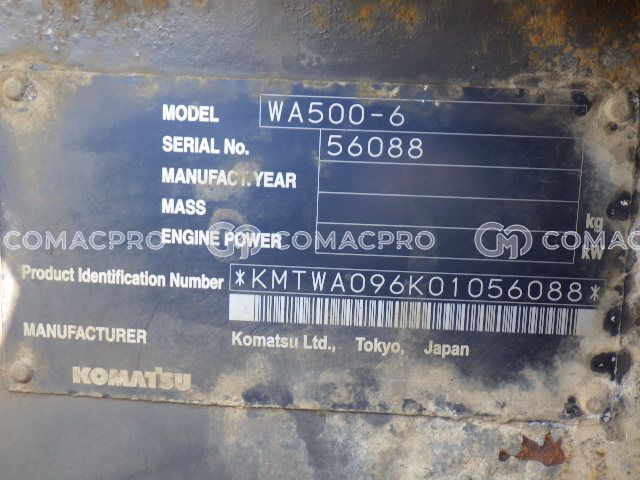 MODEL WA500-6
SERIAL No. 56088
MANUFACT.YEAR
MASS kg
ENGINE POWER kW
COMACPRO COMACPRO COMACPRO
Product Identification Number *KMTWA096K01056088*
MANUFACTURER Komatsu Ltd., Tokyo, Japan
KOMATSU